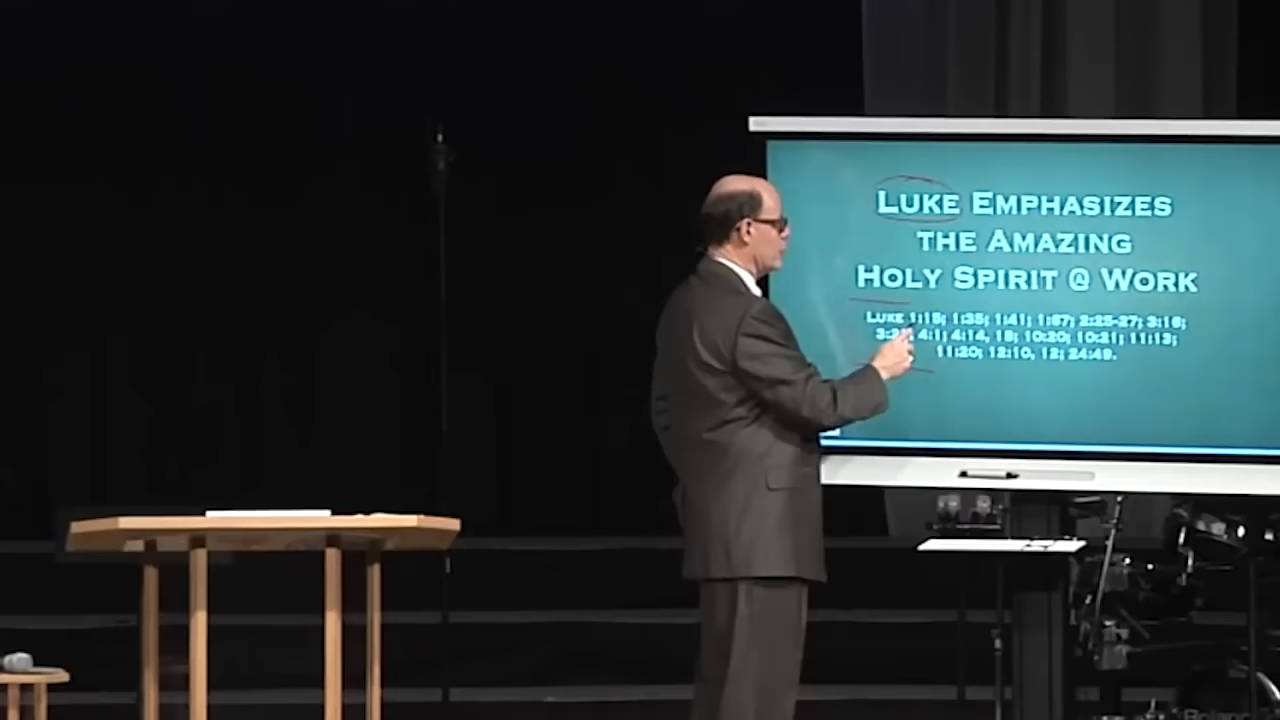 LUKE EMPHASIZES
THE AMAZING
HOLY SPIRIT @ WORK
LUKE 1:15; 1:35; 1:41; 1:67; 2:25-27; 3:16;
4:1; 4:14, 18; 10:20; 10:21; 11:13;
11:20; 12:10, 12; 24:49.